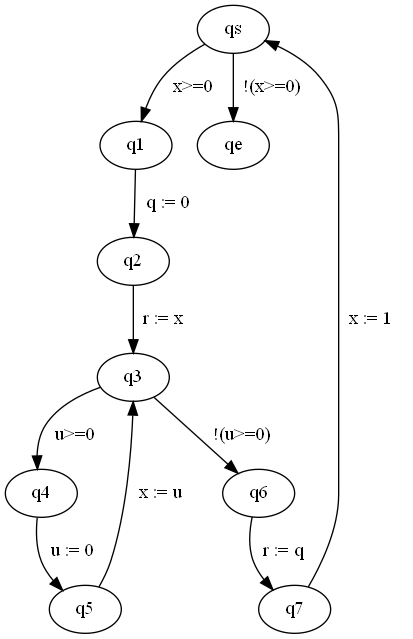 qs
x>=0
!(x>=0)
q1
qe
q := 0
q2
r := x
x := 1
q3
u>=0
!(u>=0)
q4
x := u
q6
u := 0
r := q
q5
q7